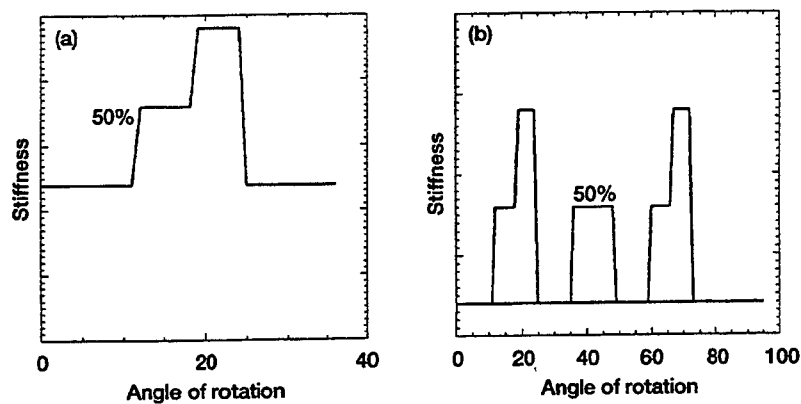 (a)
50%
Stiffness
0
20
40
Angle of rotation
(b)
50%
Stiffness
0
20
40
60
80
100
Angle of rotation